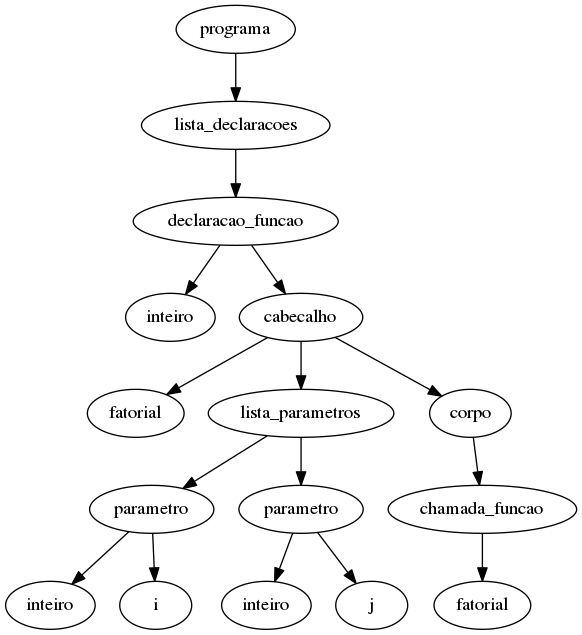 programa
lista_declaracoes
declaracao_funcao
inteiro
cabecalho
fatorial
lista_parametros
corpo
parametro
parametro
chamada_funcao
inteiro
i
inteiro
j
fatorial